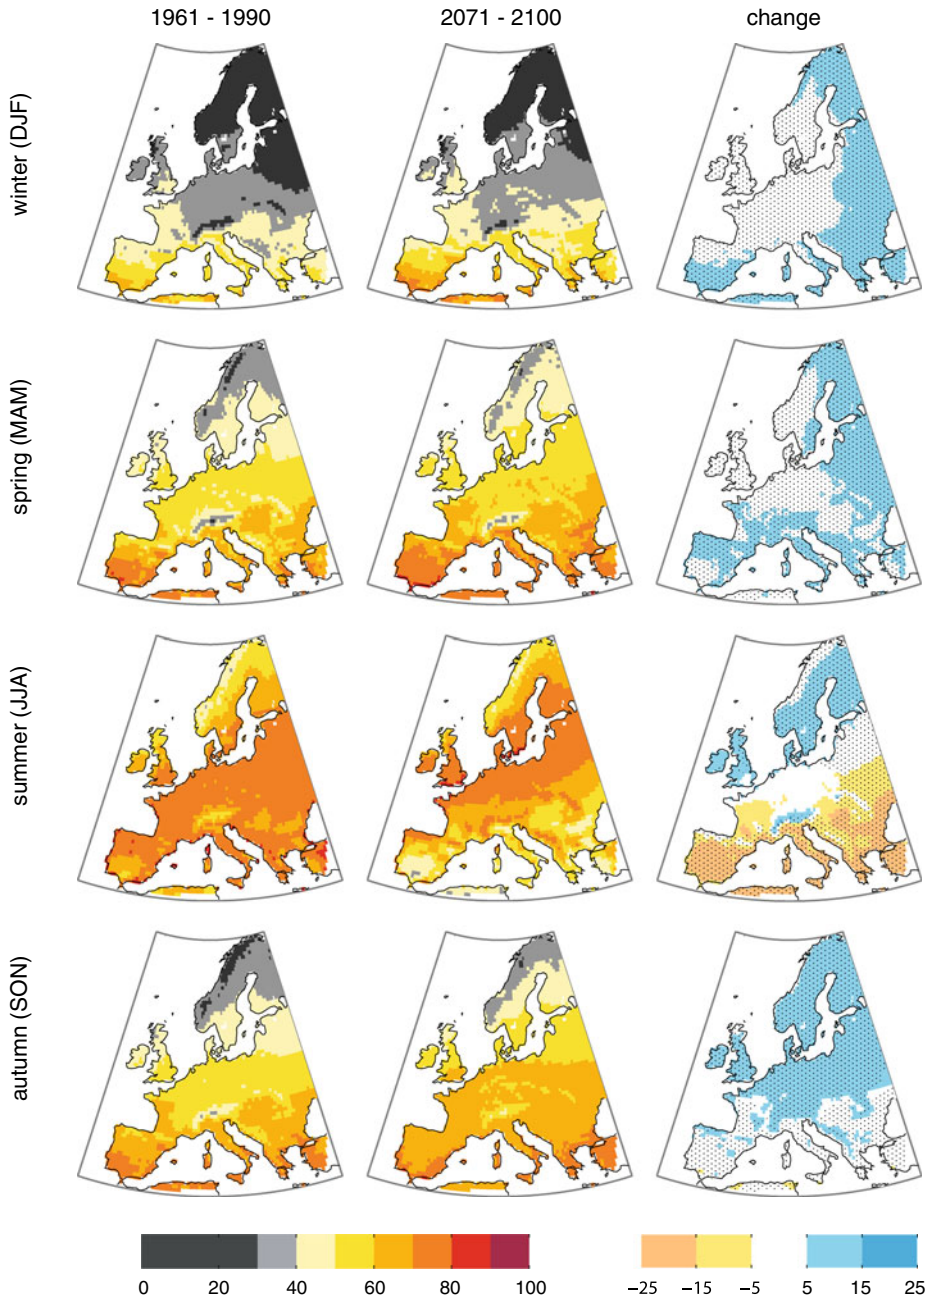 1961 - 1990 2071 - 2100 change
winter (DJF)
spring (MAM)
summer (JJA)
autumn (SON)
0 20 40 60 80 100 −25 −15 −5 5 15 25